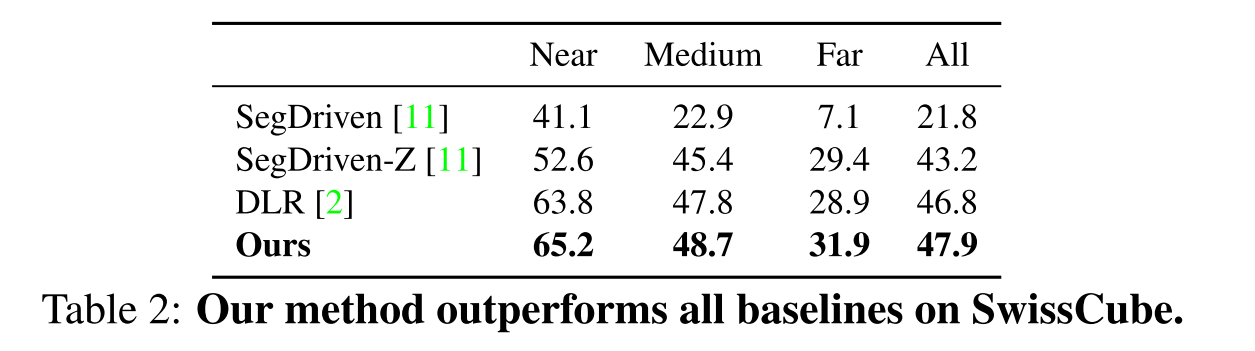 Near Medium Far All
SegDriven [11] 41.1 22.9 7.1 21.8
SegDriven-Z [11] 52.6 45.4 29.4 43.2
DLR [2] 63.8 47.8 28.9 46.8
Ours 65.2 48.7 31.9 47.9
Table 2: Our method outperforms all baselines on SwissCube.